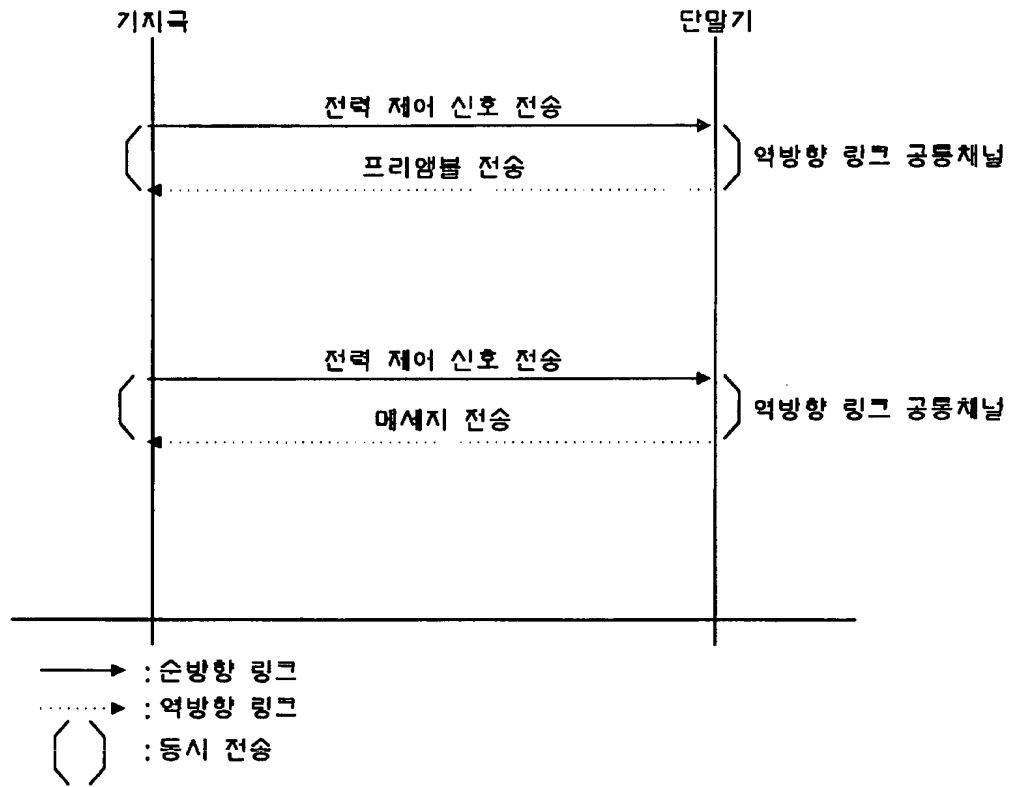 기지국 단말기
전력 제어 신호 전송
프리앰블 전송
역방향 링크 공통채널
전력 제어 신호 전송
메세지 전송
역방향 링크 공통채널
: 순방향 링크
: 역방향 링크
: 동시 전송